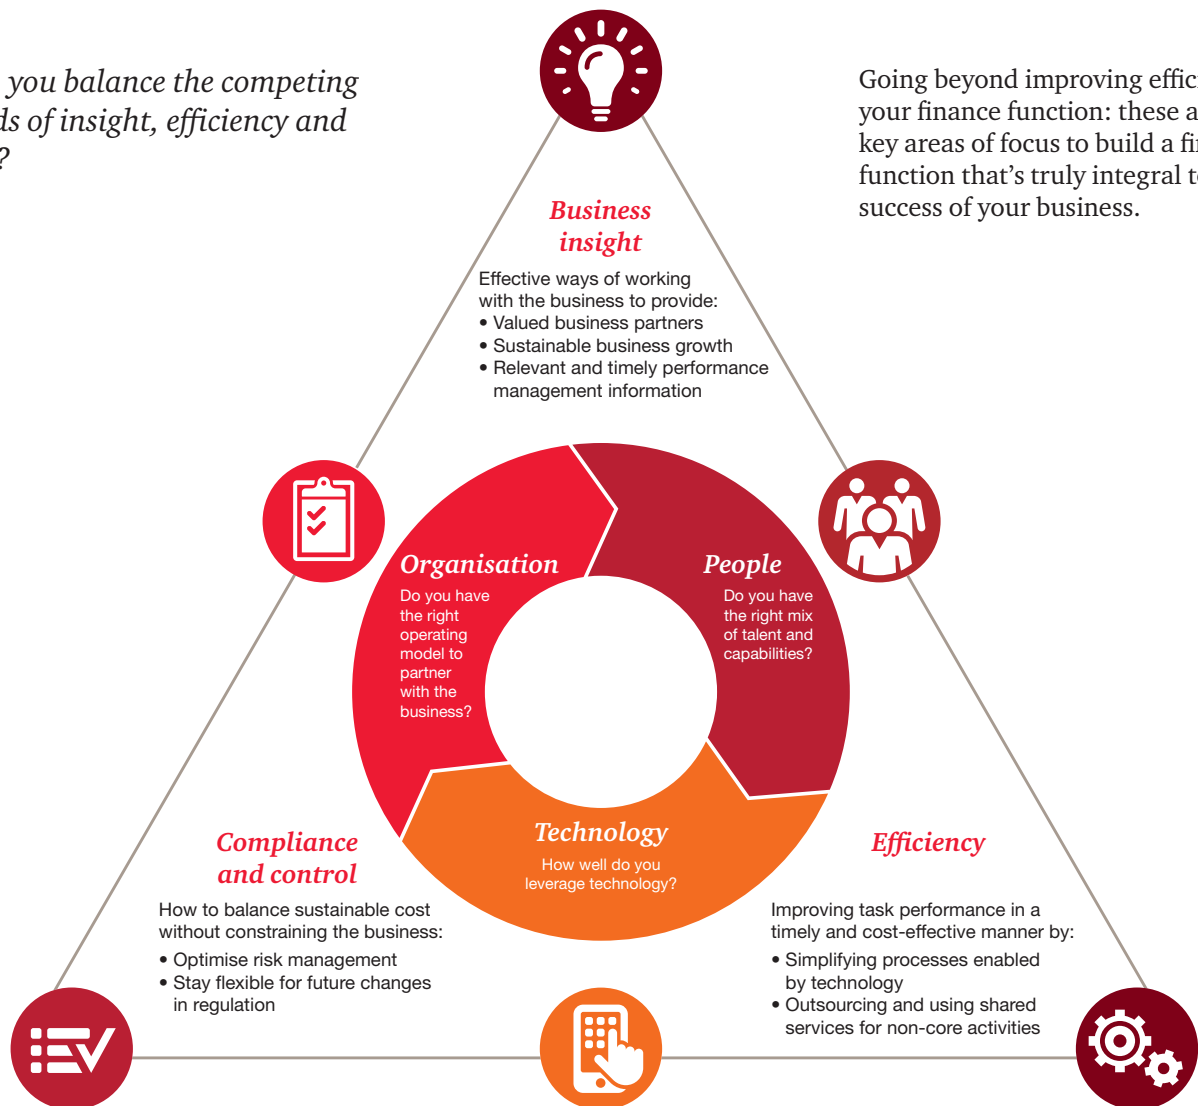 you balance the competing
of insight, efficiency and
?
Going beyond improving
your finance function: these
key areas of focus to build a
function that's truly integral
success of your business.
Business
insight
Effective ways of working
with the business to provide:
• Valued business partners
• Sustainable business growth
• Relevant and timely performance
management information
Organisation
Do you have
the right
operating
model to
partner
with the
business?
People
Do you have
the right mix
of talent and
capabilities?
Technology
How well do you
leverage technology?
Compliance
and control
How to balance sustainable cost
without constraining the business:
• Optimise risk management
• Stay flexible for future changes
in regulation
Efficiency
Improving task performance in a
timely and cost-effective manner by:
• Simplifying processes enabled
by technology
• Outsourcing and using shared
services for non-core activities